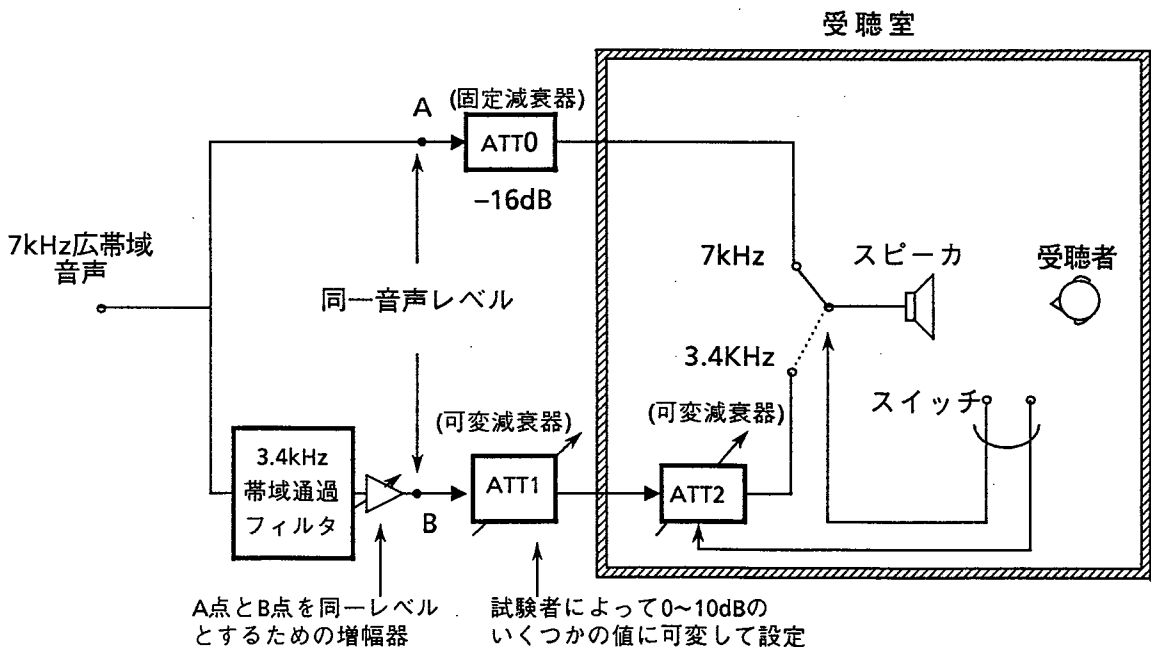 受聴室
(固定減衰器)
A
ATT0
−16dB
7kHz広帯域
音声
同一音声レベル
7kHz
スピーカ
受聴者
3.4KHz
スイッチ
(可変減衰器)
(可変減衰器)
3.4kHz
帯域通過
フィルタ
B
ATT1
ATT2
A点とB点を同一レベル
とするための増幅器
試験者によって0~10dBの
いくつかの値に可変して設定